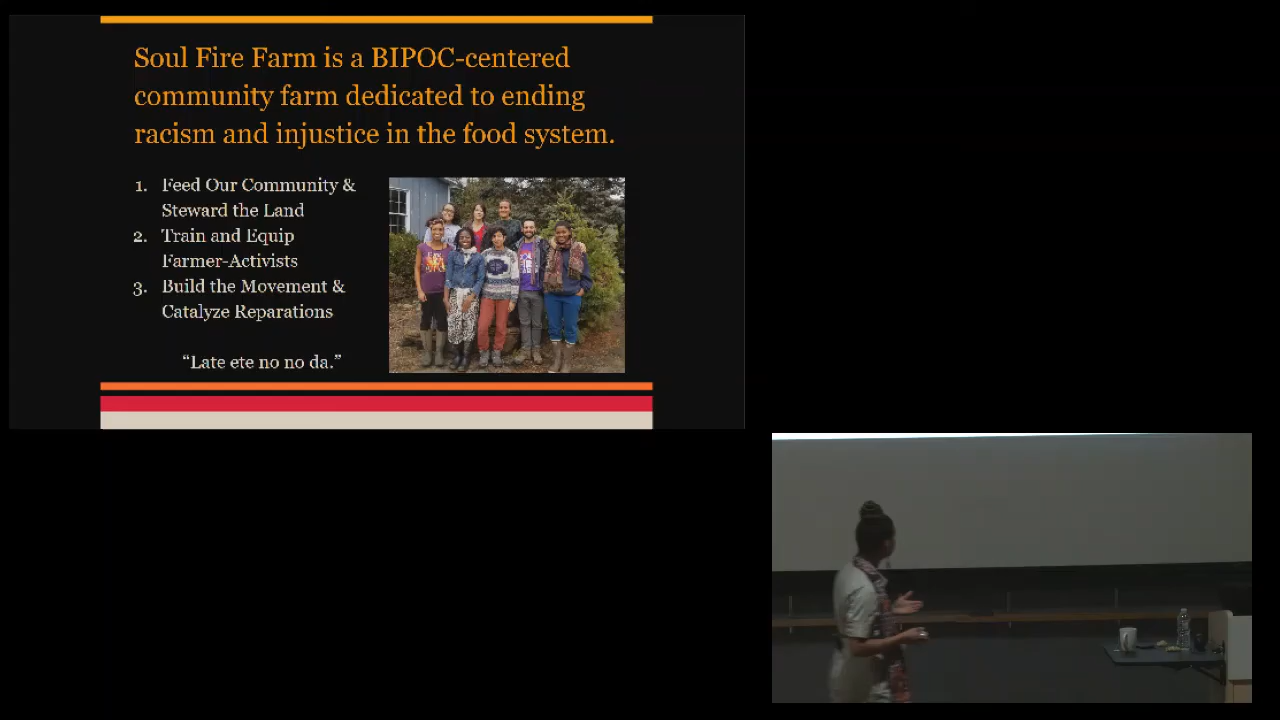 Soul Fire Farm is a BIPOC-centered
community farm dedicated to ending
racism and injustice in the food system.
1. Feed Our Community &
Steward the Land
2. Train and Equip
Farmer-Activists
3. Build the Movement &
Catalyze Reparations
“Late ete no no da.”